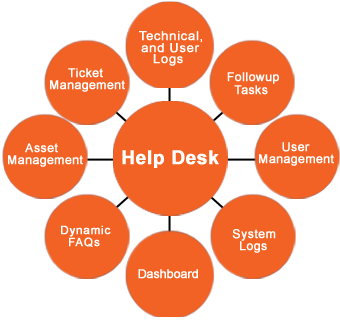 Technical,
and User
Logs
Ticket
Management
Followup
Tasks
Asset
Management
Help Desk
User
Management
Dynamic
FAQs
System
Logs
Dashboard